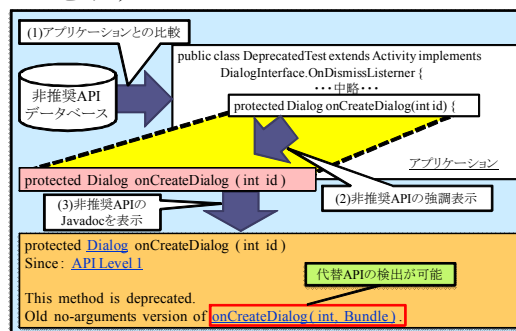 (1)アプリケーションとの比較
非推奨API
データベース
public class DeprecatedTest extends Activity implements
DialogInterface.OnDismissListerner {
・・・中略・・・
protected Dialog onCreateDialog(int id) {
アプリケーション
protected Dialog onCreateDialog ( int id )
(2)非推奨APIの強調表示
(3)非推奨APIの
Javadocを表示
protected Dialog onCreateDialog ( int id )
Since : API Level 1
代替APIの検出が可能
This method is deprecated.
Old no-arguments version of onCreateDialog( int, Bundle) .